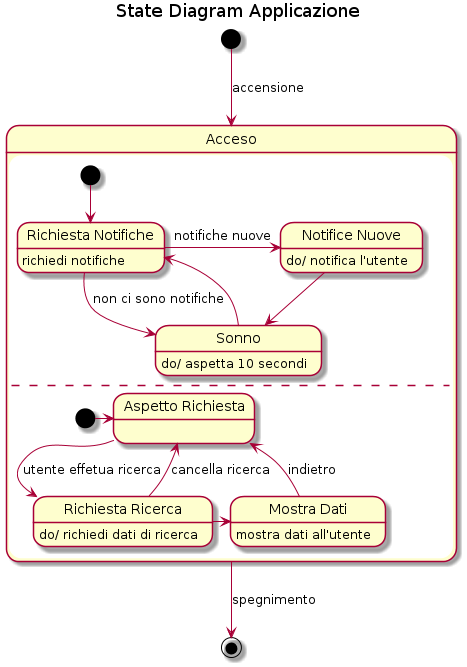 State Diagram Applicazione
accensione
Acceso
Richiesta Notifiche
richiedi notifiche
notifiche nuove
Notifice Nuove
do/ notifica l'utente
non ci sono notifiche
Sonno
do/ aspetta 10 secondi
Aspetto Richiesta
utente effetua ricerca
cancella ricerca
indietro
Richiesta Ricerca
do/ richiedi dati di ricerca
Mostra Dati
mostra dati all'utente
spegnimento